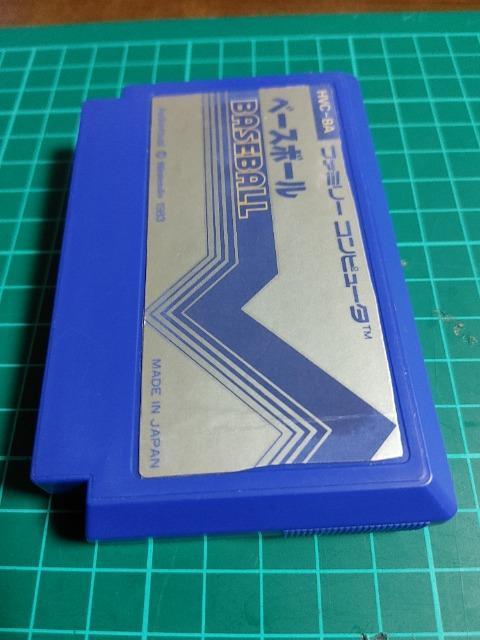 HVC-BA
ファミリー コンピュータ™
ベースボール
BASEBALL
© Nintendo 1983
MADE IN JAPAN